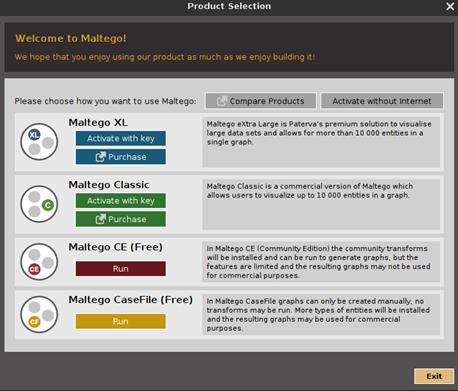 Product Selection
Welcome to Maltego!
We hope that you enjoy using our product as much as we enjoy building it!
Please choose how you want to use Maltego:
Compare Products
Activate without Internet
XL
Maltego XL
Activate with key
Purchase
Maltego eXtra Large is Paterva's premium solution to visualise
large data sets and allows for more than 10 000 entities in a
single graph.
C
Maltego Classic
Activate with key
Purchase
Maltego Classic is a commercial version of Maltego which
allows users to visualize up to 10 000 entities in a graph.
CE
Maltego CE (Free)
Run
In Maltego CE (Community Edition) the community transforms
will be installed and can be run to generate graphs, but the
features are limited and the resulting graphs may not be used
for commercial purposes.
CF
Maltego CaseFile (Free)
Run
In Maltego CaseFile graphs can only be created manually, no
transforms may be run. More types of entities will be installed
and the resulting graphs may be used for commercial
purposes.
Exit